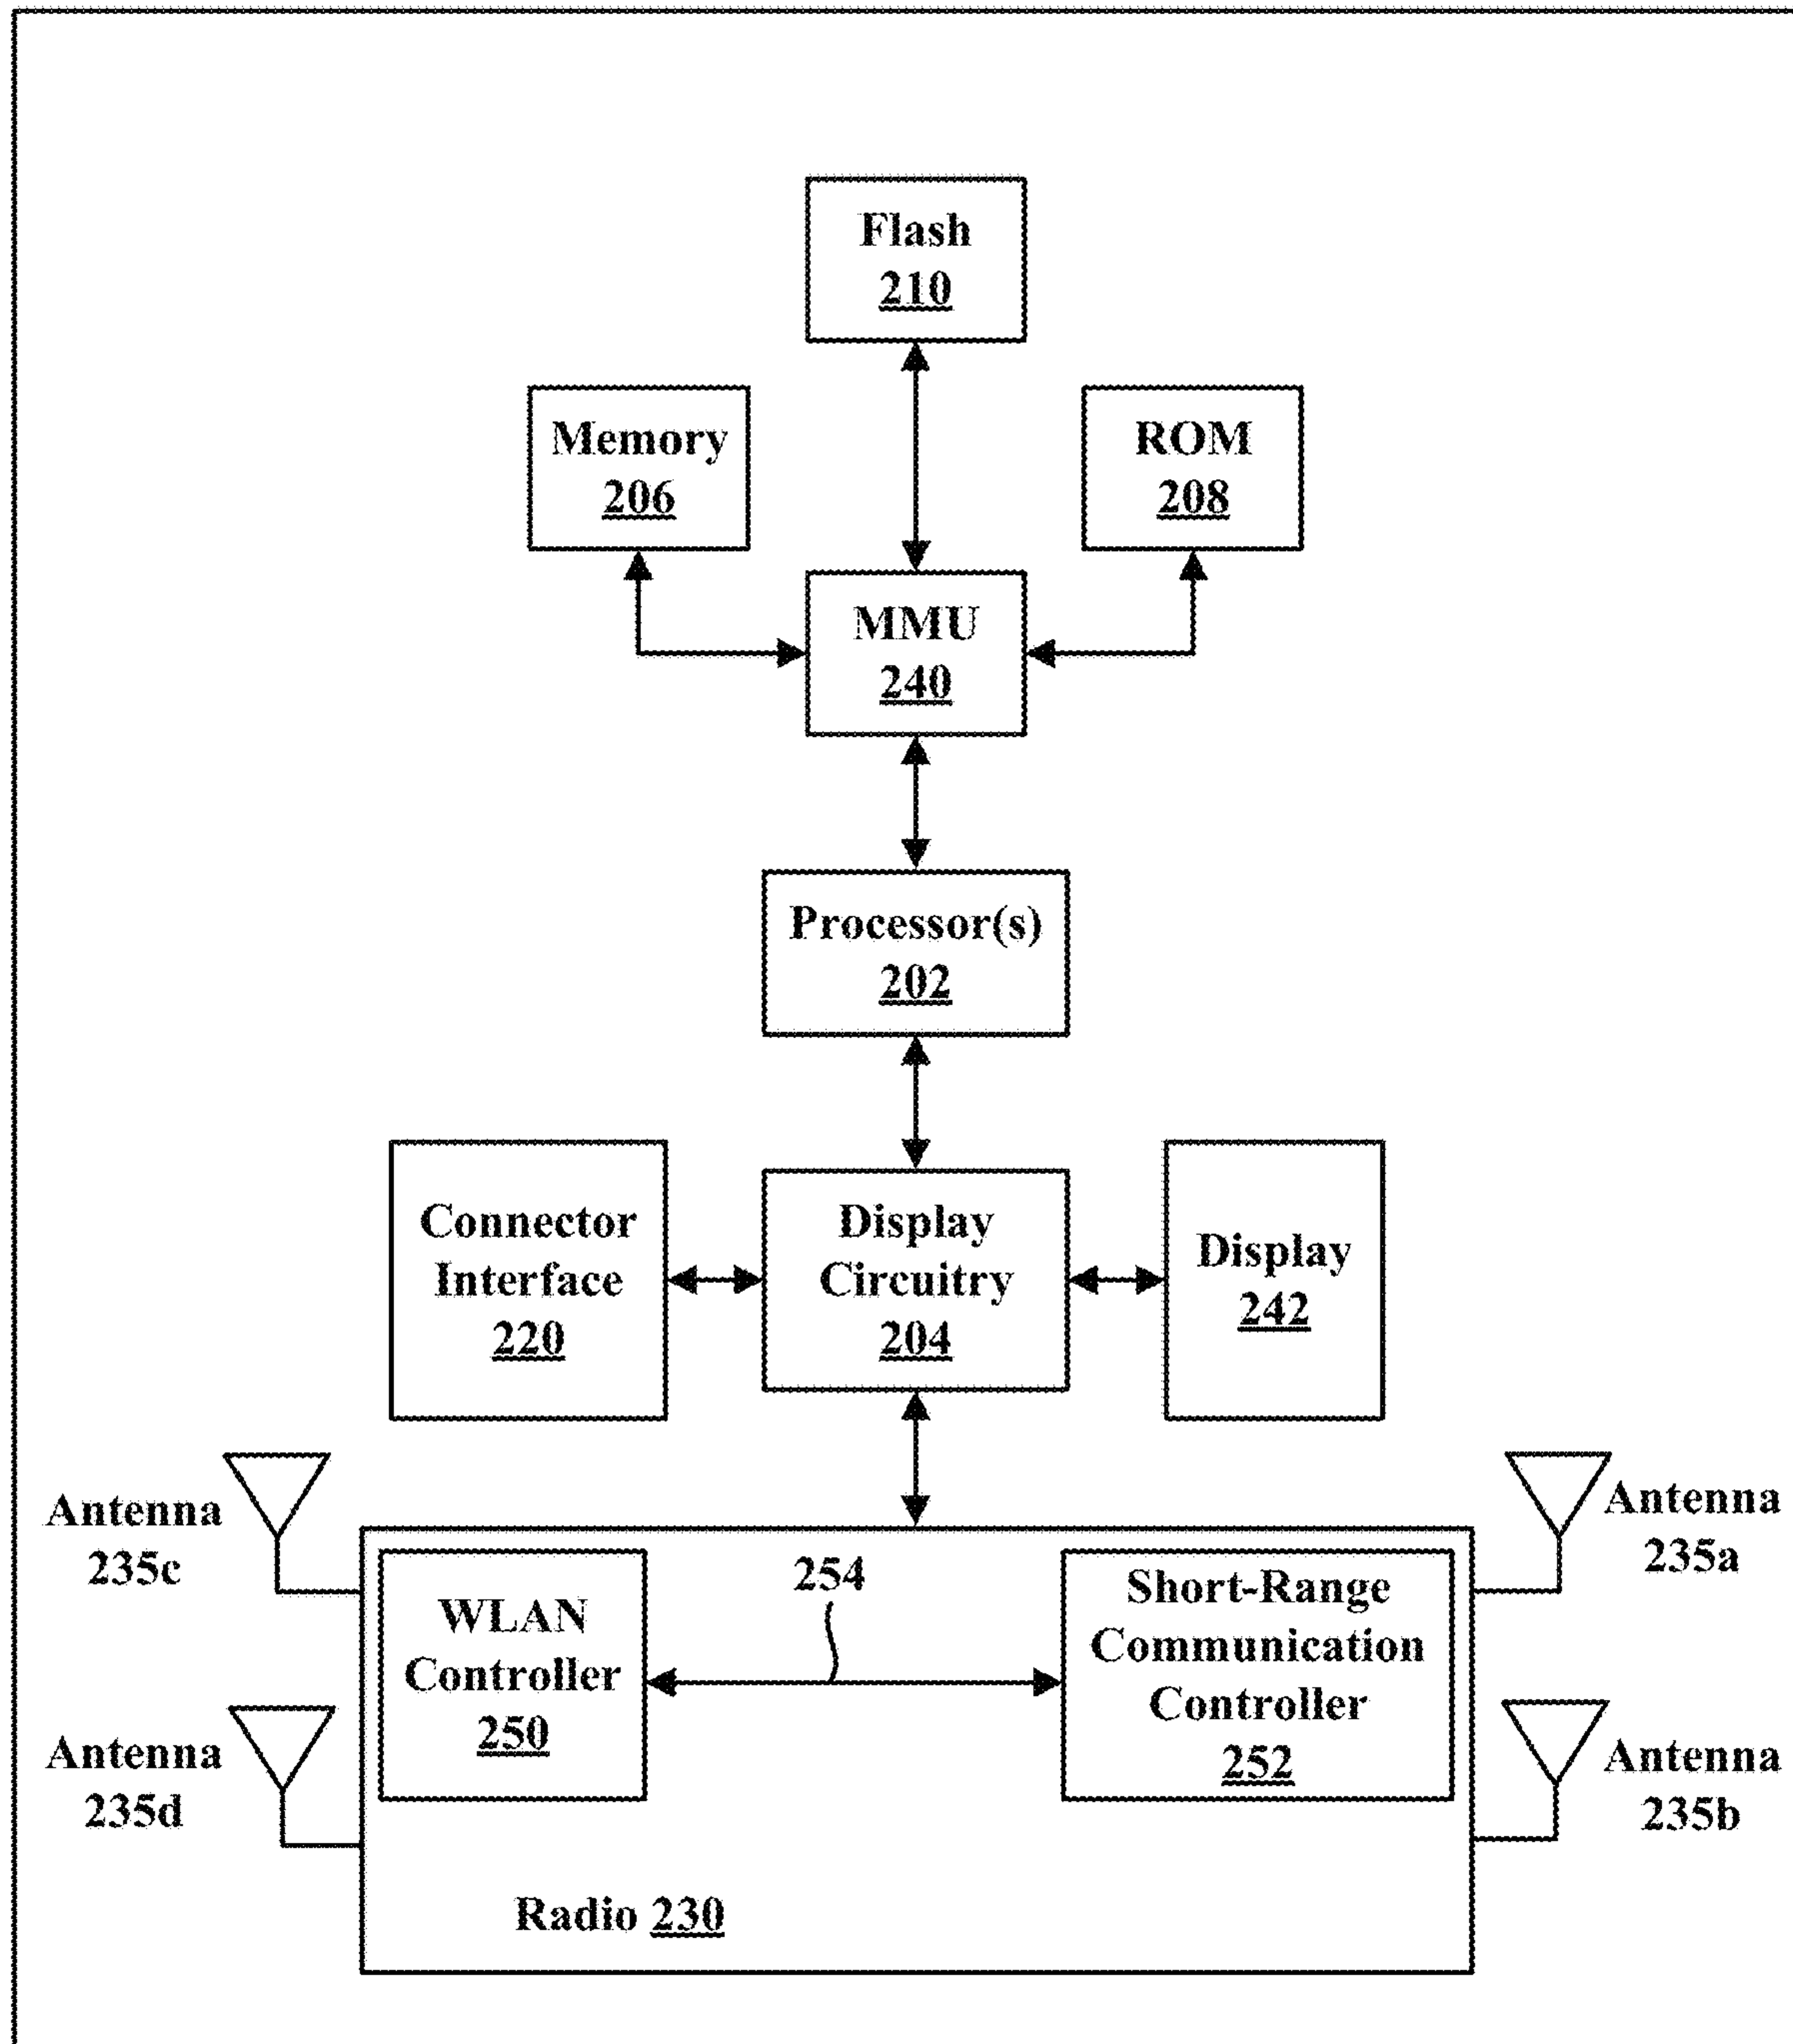 Flash
210
Memory
206
ROM
208
MMU
240
Processor(s)
202
Connector
Interface
220
Display
Circuitry
204
Display
242
Antenna
235c
Antenna
235a
WLAN
Controller
250
254
Short-Range
Communication
Controller
252
Antenna
235d
Antenna
235b
Radio 230